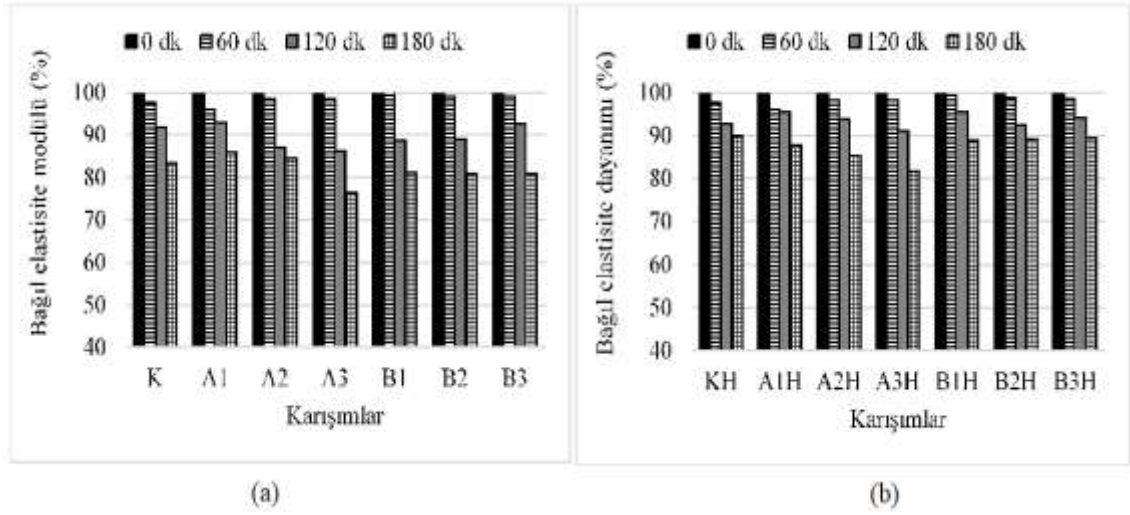 0 dk 60 dk 120 dk 180 dk
Bağıl elastisite modülü (%)
100
90
80
70
60
50
40
K A1 A2 A3 B1 B2 B3
Karışımlar
(a)
0 dk 60 dk 120 dk 180 dk
Bağıl elastisite dayanımı (%)
100
90
80
70
60
50
40
KH A1H A2H A3H B1H B2H B3H
Karışımlar
(b)